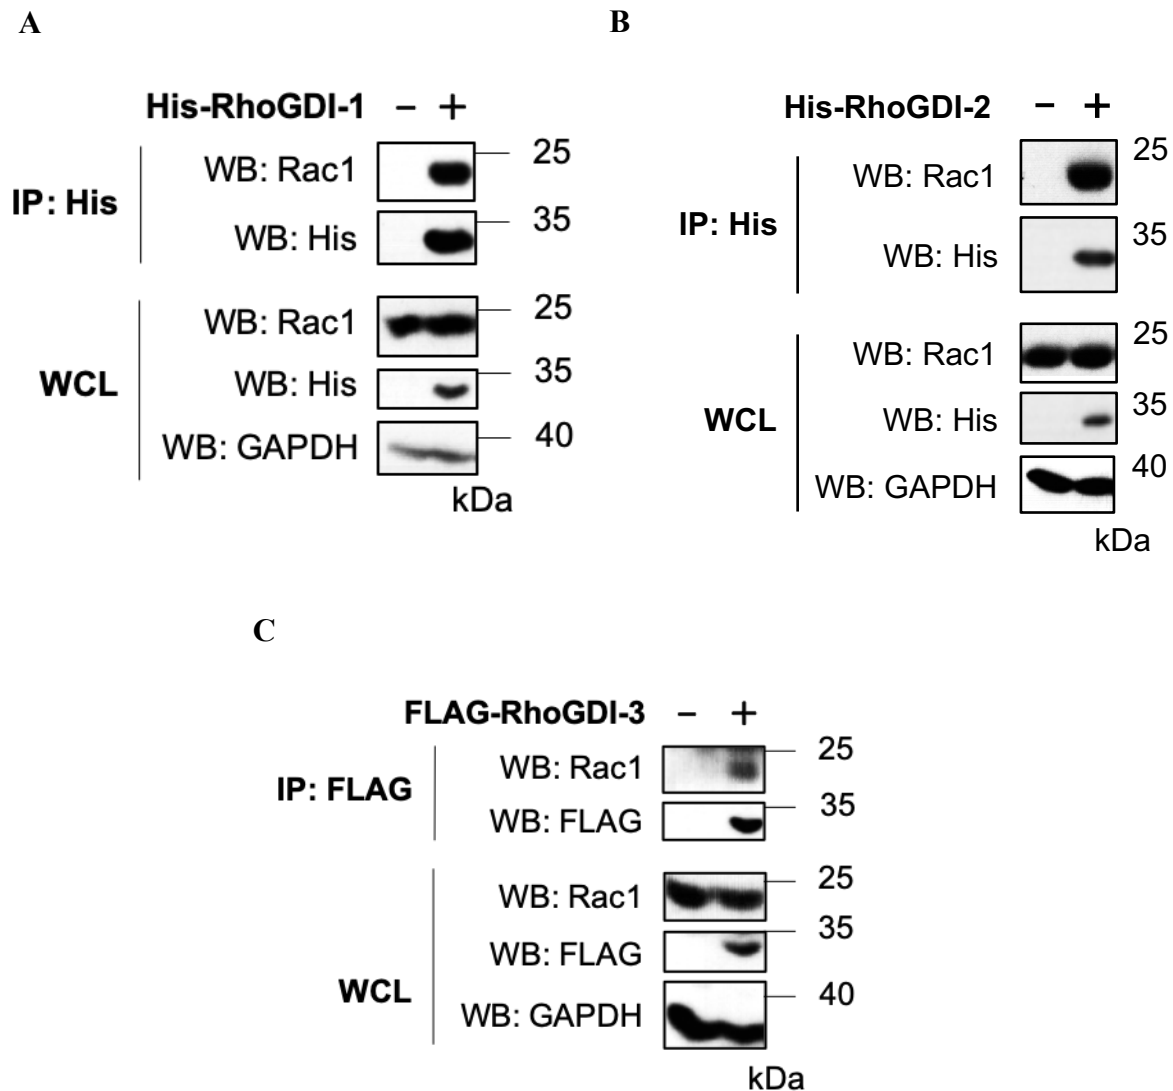 A
His-RhoGDI-1 − +
IP: His
WB: Rac1 25
WB: His 35
WCL
WB: Rac1 25
WB: His 35
WB: GAPDH 40
kDa
B
His-RhoGDI-2 − +
IP: His
WB: Rac1 25
WB: His 35
WCL
WB: Rac1 25
WB: His 35
WB: GAPDH 40
kDa
C
FLAG-RhoGDI-3 − +
IP: FLAG
WB: Rac1 25
WB: FLAG 35
WCL
WB: Rac1 25
WB: FLAG 35
WB: GAPDH 40
kDa